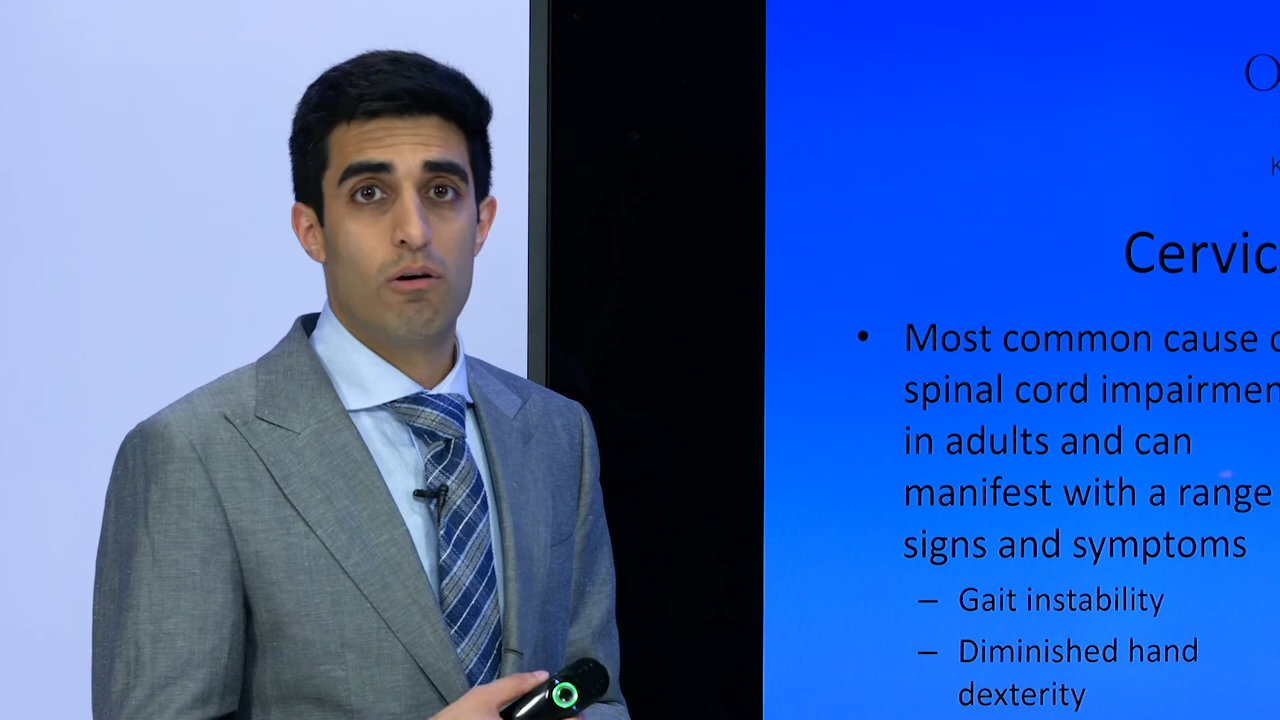 Cervic
• Most common cause
spinal cord impairmen
in adults and can
manifest with a range
signs and symptoms
– Gait instability
– Diminished hand
dexterity